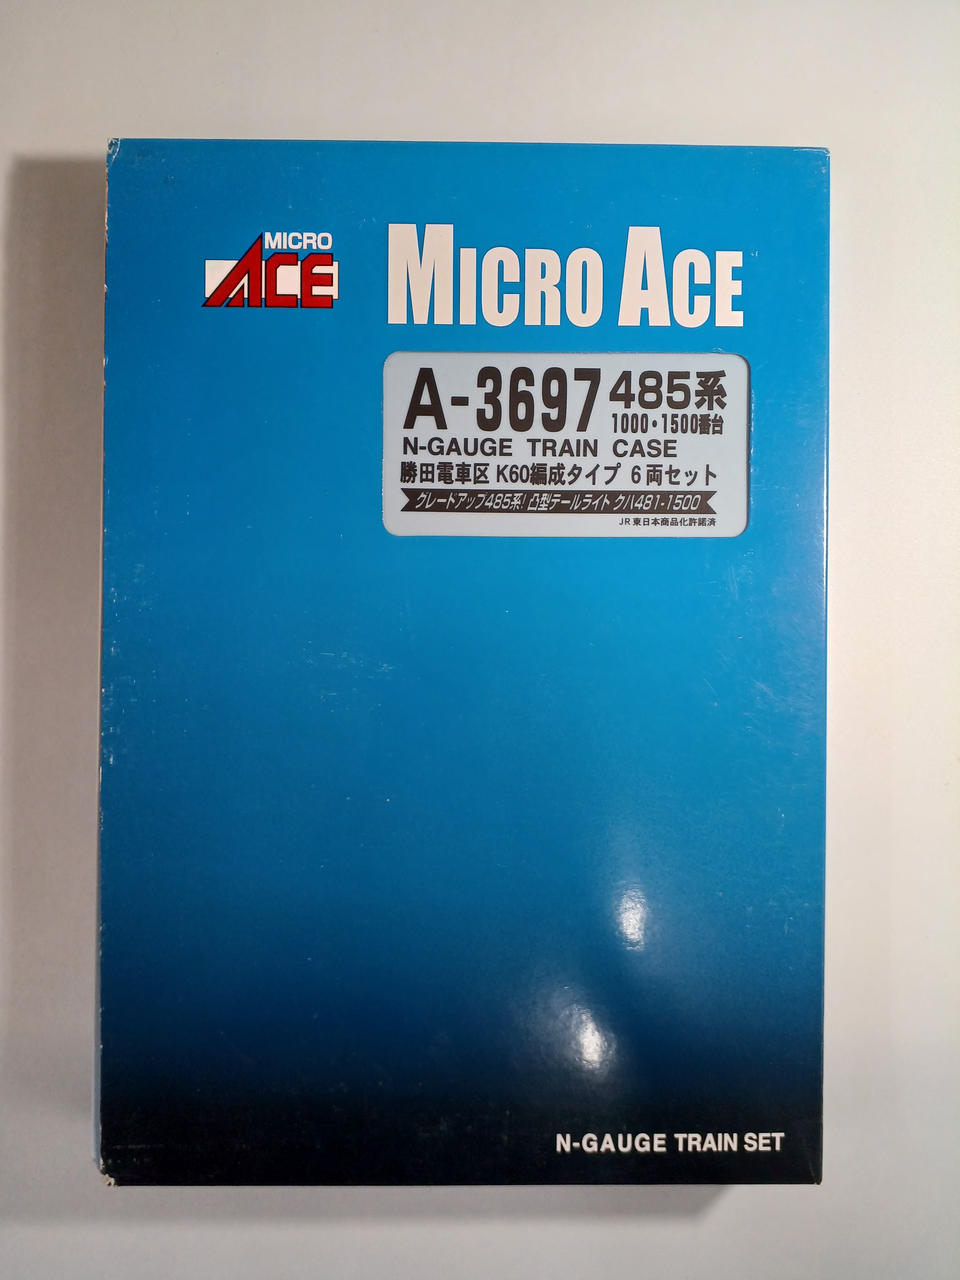 MICRO
ACE
MICRO ACE
A-3697 485系
1000・1500番台
N-GAUGE TRAIN CASE
勝田電車区 K60編成タイプ 6両セット
グレードアップ485系! 凸型テールライト クハ481-1500
JR東日本商品化許諾済
N-GAUGE TRAIN SET